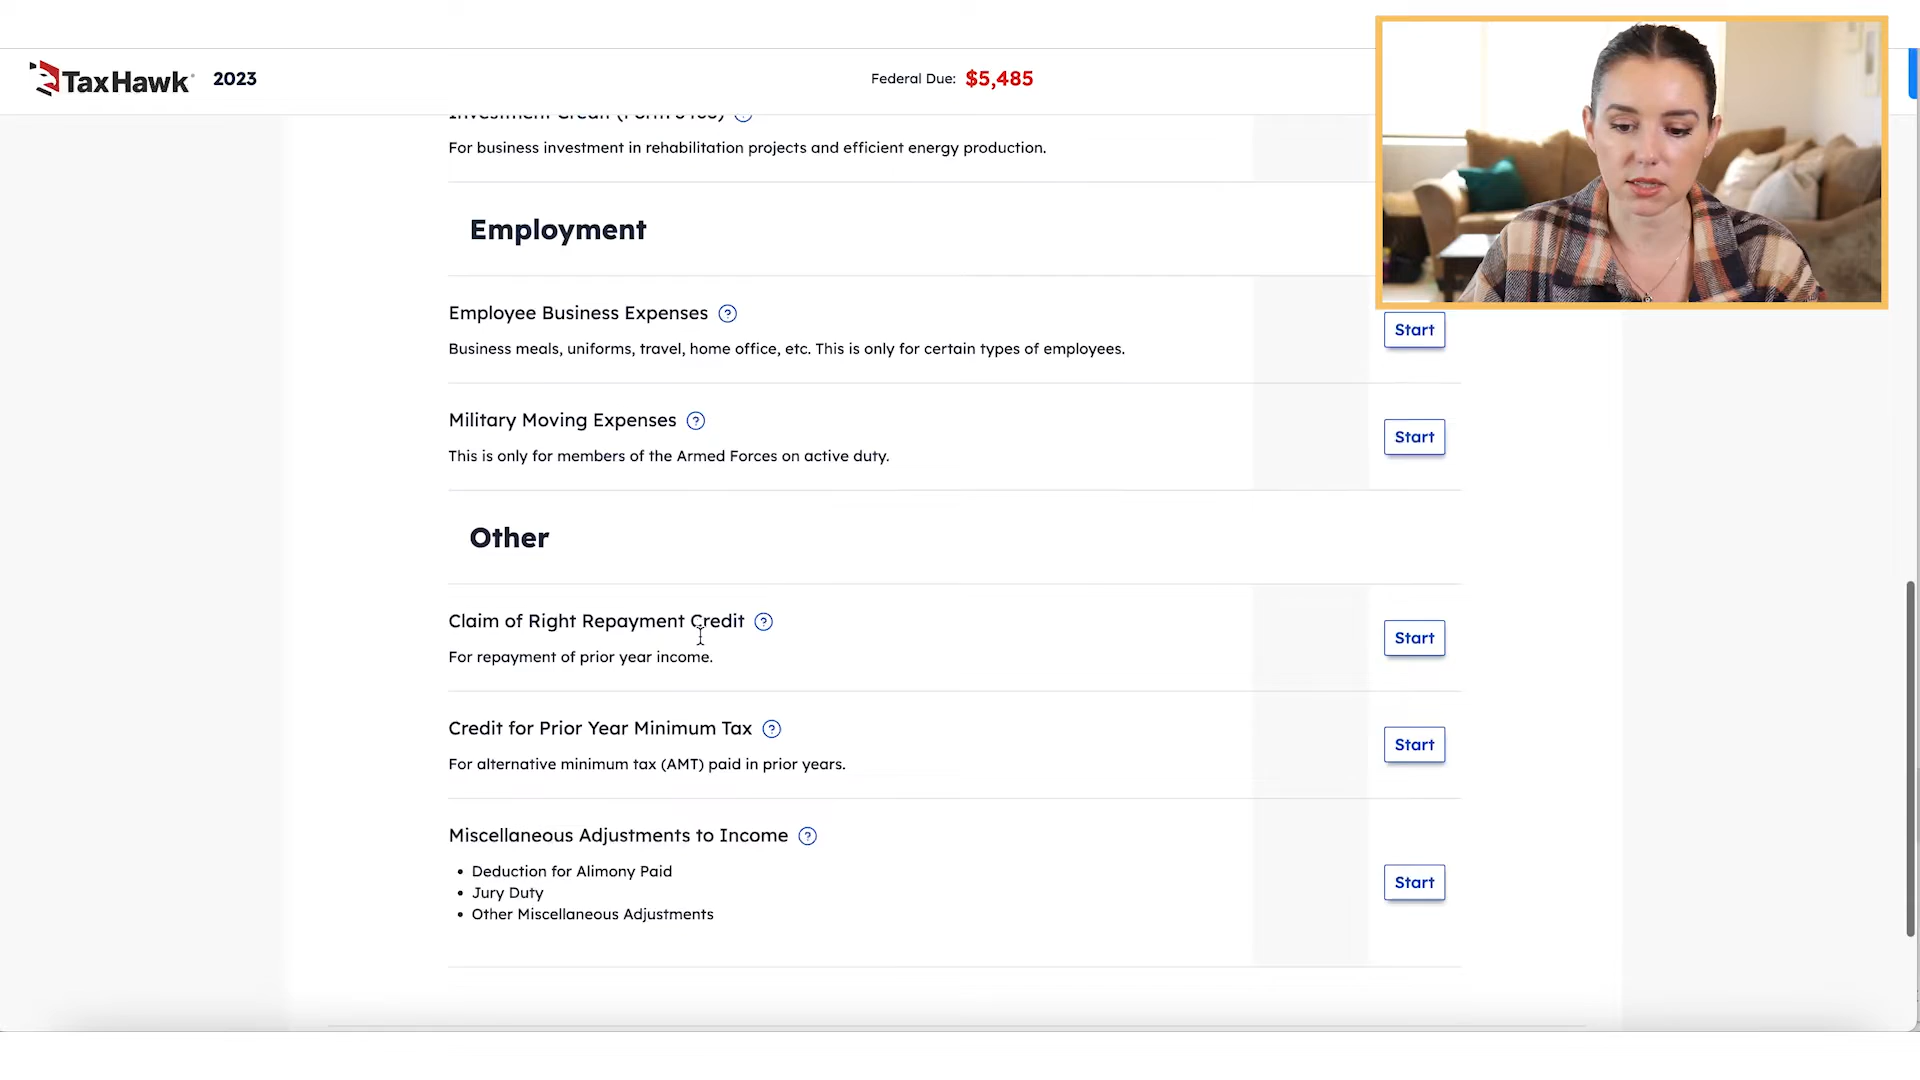 TaxHawk 2023
Federal Due: $5,485
Investment Credit (Form 3468) ?
For business investment in rehabilitation projects and efficient energy production.
Employment
Employee Business Expenses ?
Business meals, uniforms, travel, home office, etc. This is only for certain types of employees.
Start
Military Moving Expenses ?
This is only for members of the Armed Forces on active duty.
Start
Other
Claim of Right Repayment Credit ?
For repayment of prior year income.
Start
Credit for Prior Year Minimum Tax ?
For alternative minimum tax (AMT) paid in prior years.
Start
Miscellaneous Adjustments to Income ?
• Deduction for Alimony Paid
• Jury Duty
• Other Miscellaneous Adjustments
Start